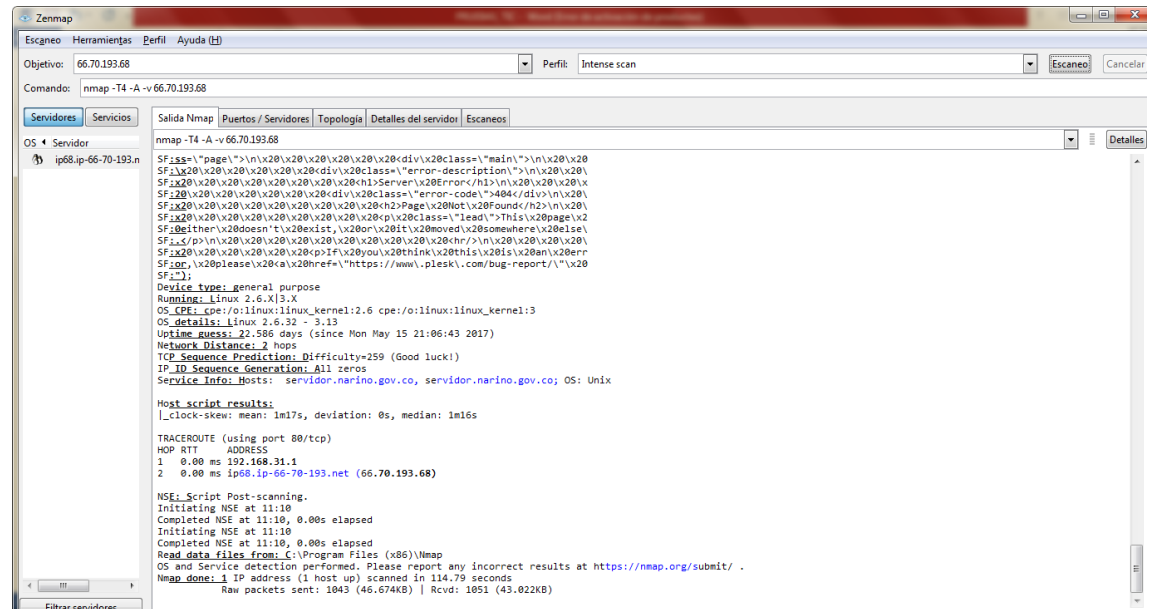 Zenmap
Escaneo Herramientas Perfil Ayuda (H)
Objetivo: 66.70.193.68 Perfil: Intense scan Escaneo Cancelar
Comando: nmap -T4 -A -v 66.70.193.68
Servidores Servicios Salida Nmap Puertos / Servidores Topología Detalles del servidor Escaneos
OS Servidor nmap -T4 -A -v 66.70.193.68 Detalles
ip68.ip-66-70-193.n
SF:ss=\"page\">\n\x20\x20\x20\x20\x20\x20<div\x20class=\"main\">\n\x20\x20
SF:\x20\x20\x20\x20\x20\x20<div\x20class=\"error-description\">\n\x20\x20\
SF:x20\x20\x20\x20\x20\x20\x20\x20<h1>Server\x20Error</h1>\n\x20\x20\x20\x
SF:20\x20\x20\x20\x20\x20\x20<div\x20class=\"error-code\">404</div>\n\x20\
SF:x20\x20\x20\x20\x20\x20\x20\x20\x20<h2>Page\x20Not\x20Found</h2>\n\x20\
SF:x20\x20\x20\x20\x20\x20\x20\x20\x20<p\x20class=\"lead\">This\x20page\x2
SF:0either\x20doesn't\x20exist,\x20or\x20it\x20moved\x20somewhere\x20else\
SF:.</p>\n\x20\x20\x20\x20\x20\x20\x20\x20\x20\x20<hr/>\n\x20\x20\x20\x20\
SF:x20\x20\x20\x20\x20\x20<p>If\x20you\x20think\x20this\x20is\x20an\x20err
SF:or,\x20please\x20<a\x20href=\"https://www\.plesk\.com/bug-report/\"\x20
SF:");
Device type: general purpose
Running: Linux 2.6.X|3.X
OS CPE: cpe:/o:linux:linux_kernel:2.6 cpe:/o:linux:linux_kernel:3
OS details: Linux 2.6.32 - 3.13
Uptime guess: 22.586 days (since Mon May 15 21:06:43 2017)
Network Distance: 2 hops
TCP Sequence Prediction: Difficulty=259 (Good luck!)
IP ID Sequence Generation: All zeros
Service Info: Hosts: servidor.narino.gov.co, servidor.narino.gov.co; OS: Unix
Host script results:
|_clock-skew: mean: 1m17s, deviation: 0s, median: 1m16s
TRACEROUTE (using port 80/tcp)
HOP RTT ADDRESS
1 0.00 ms 192.168.31.1
2 0.00 ms ip68.ip-66-70-193.net (66.70.193.68)
NSE: Script Post-scanning.
Initiating NSE at 11:10
Completed NSE at 11:10, 0.00s elapsed
Initiating NSE at 11:10
Completed NSE at 11:10, 0.00s elapsed
Read data files from: C:\Program Files (x86)\Nmap
OS and Service detection performed. Please report any incorrect results at https://nmap.org/submit/ .
Nmap done: 1 IP address (1 host up) scanned in 114.79 seconds
Raw packets sent: 1043 (46.674KB) | Rcvd: 1051 (43.022KB)
Filtrar servidores